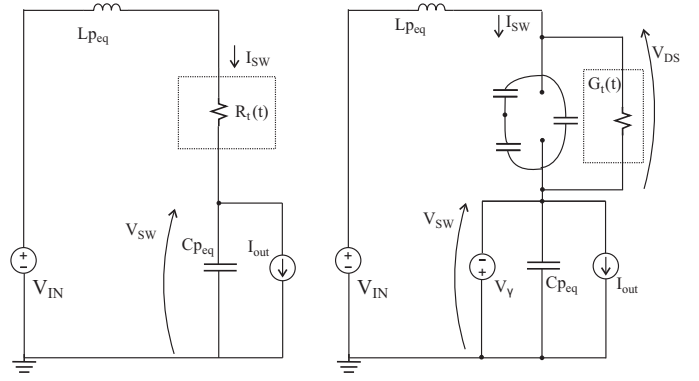 Lp_eq
I_SW
R_t(t)
V_SW
Cp_eq
I_out
V_IN
Lp_eq
I_SW
V_DS
G_t(t)
V_SW
V_γ
Cp_eq
I_out
V_IN